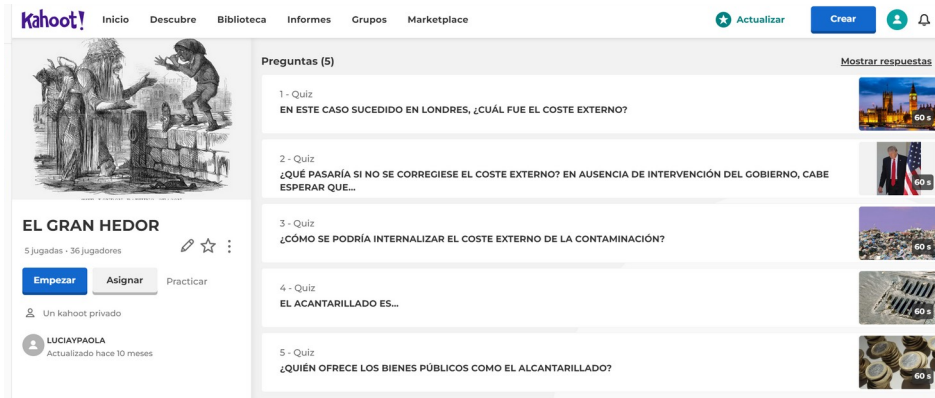 Kahoot!
Inicio
Descubre
Biblioteca
Informes
Grupos
Marketplace
Actualizar
Crear
EL GRAN HEDOR
5 jugadas · 36 jugadores
Empezar
Asignar
Practicar
Un kahoot privado
LUCIAYPAOLA
Actualizado hace 10 meses
Preguntas (5)
Mostrar respuestas
1 - Quiz
EN ESTE CASO SUCEDIDO EN LONDRES, ¿CUÁL FUE EL COSTE EXTERNO?
60 s
2 - Quiz
¿QUÉ PASARÍA SI NO SE CORREGIESE EL COSTE EXTERNO? EN AUSENCIA DE INTERVENCIÓN DEL GOBIERNO, CABE
ESPERAR QUE...
60 s
3 - Quiz
¿CÓMO SE PODRÍA INTERNALIZAR EL COSTE EXTERNO DE LA CONTAMINACIÓN?
60 s
4 - Quiz
EL ACANTARILLADO ES...
60 s
5 - Quiz
¿QUIÉN OFRECE LOS BIENES PÚBLICOS COMO EL ALCANTARILLADO?
60 s